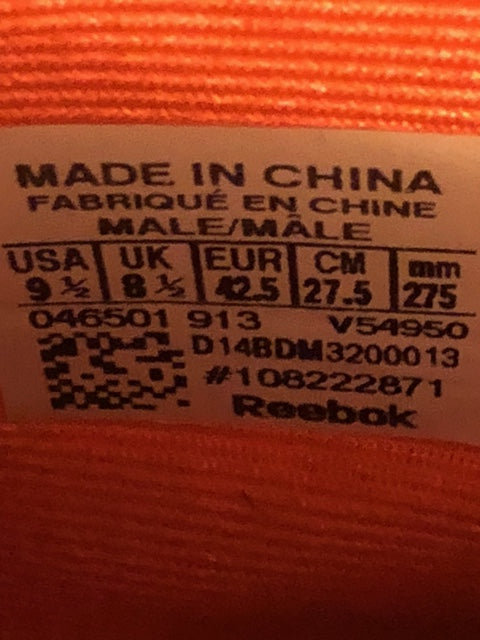 MADE IN CHINA
FABRIQUÉ EN CHINE
MALE/MÂLE
USA UK EUR CM mm
9 ½ 8 ½ 42.5 27.5 275
046501 913 V54950
D14BDM3200013
#108222871
Reebok